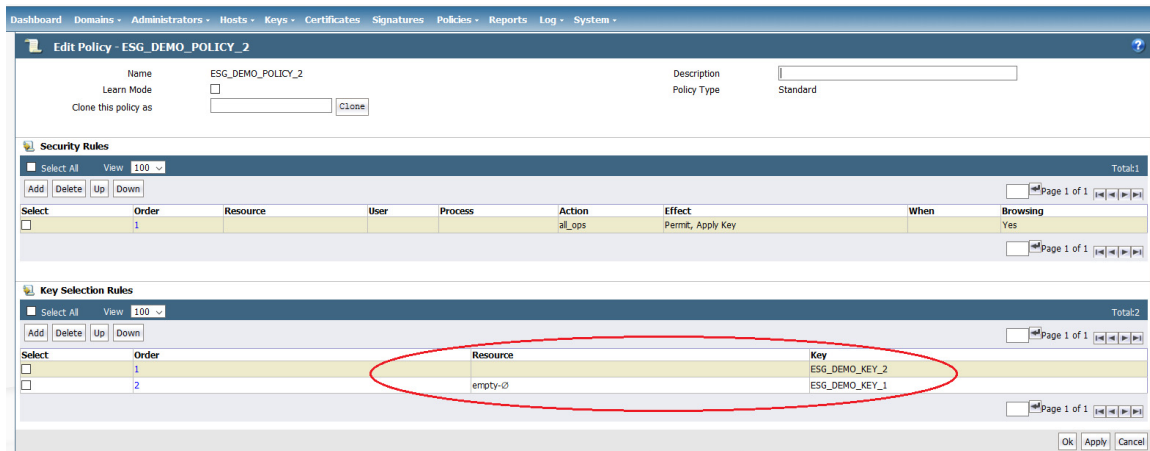 Dashboard Domains Administrators Hosts Keys Certificates Signatures Policies Reports Log System
Edit Policy - ESG_DEMO_POLICY_2 ?
Name ESG_DEMO_POLICY_2 Description
Learn Mode Policy Type Standard
Clone this policy as Clone
Security Rules
Select All View 100 Total:1
Add Delete Up Down Page 1 of 1
Select Order Resource User Process Action Effect When Browsing
1 all_ops Permit, Apply Key Yes
Page 1 of 1
Key Selection Rules
Select All View 100 Total:2
Add Delete Up Down Page 1 of 1
Select Order Resource Key
1 ESG_DEMO_KEY_2
2 empty-∅ ESG_DEMO_KEY_1
Page 1 of 1
Ok Apply Cancel